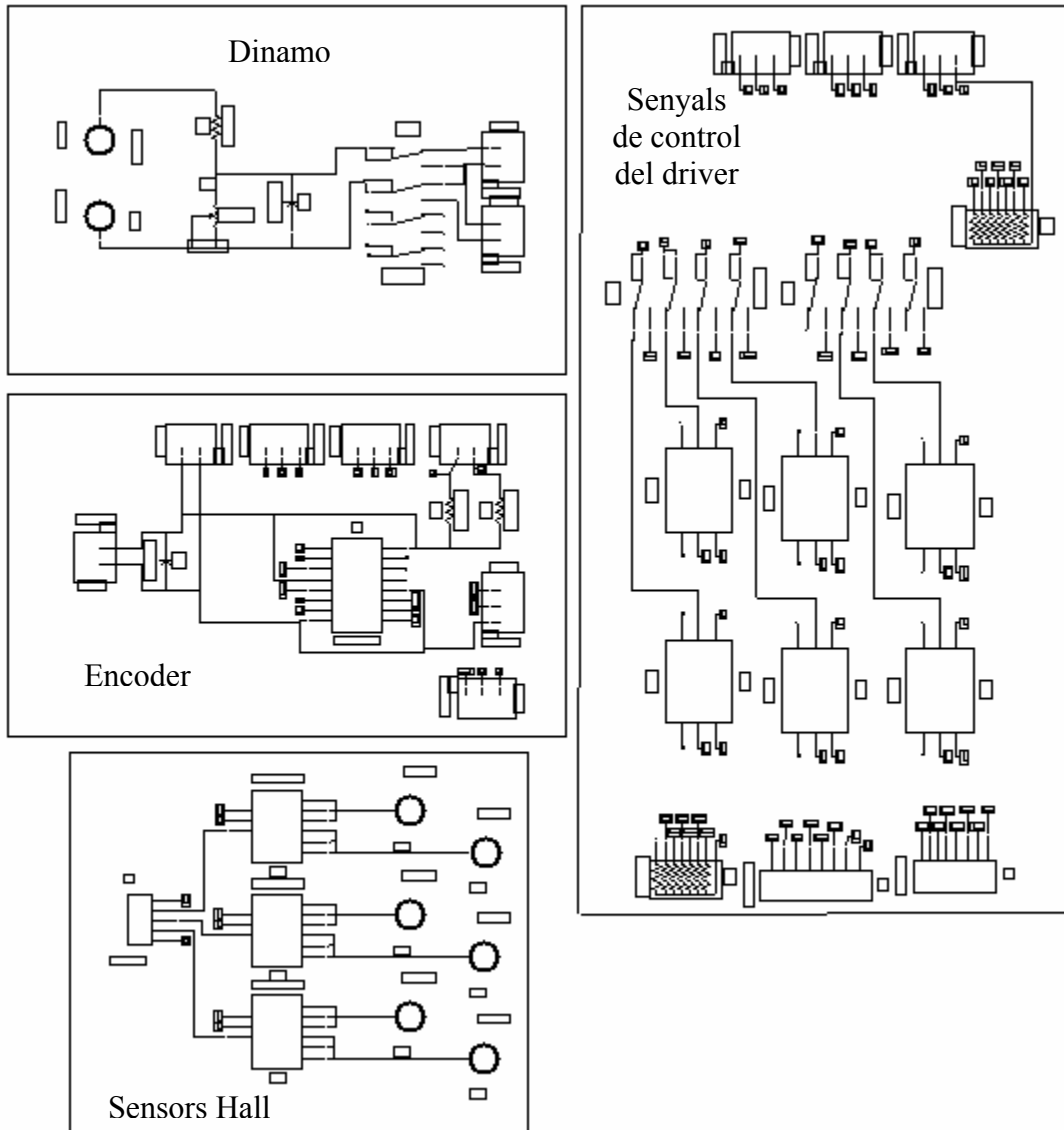 Dinamo
Senyals
de control
del driver
Encoder
Sensors Hall